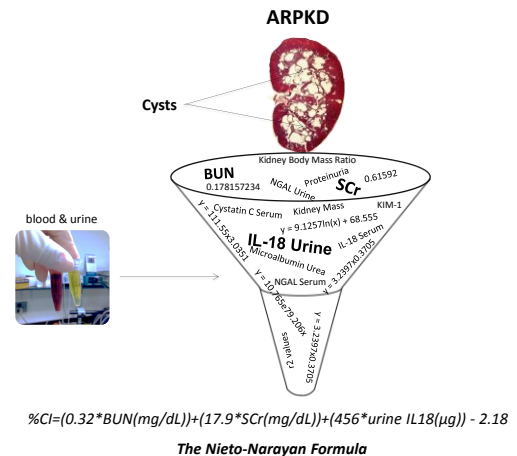 ARPKD
Cysts
Kidney Body Mass Ratio
BUN
Proteinuria
0.61592
0.178157234
NGAL Urine
SCr
blood & urine
Cystatin C Serum
Kidney Mass
KIM-1
y = 9.1257ln(x) + 68.555
y = 111.55x3.0351
IL-18 Urine
IL-18 Serum
Microalbumin Urea
y = 3.2397x0.3705
NGAL Serum
y = 10.765e79.206x
r2 values
y = 3.2397x0.3705
%CI=(0.32*BUN(mg/dL))+(17.9*SCr(mg/dL))+(456*urine IL18(µg)) - 2.18
The Nieto-Narayan Formula